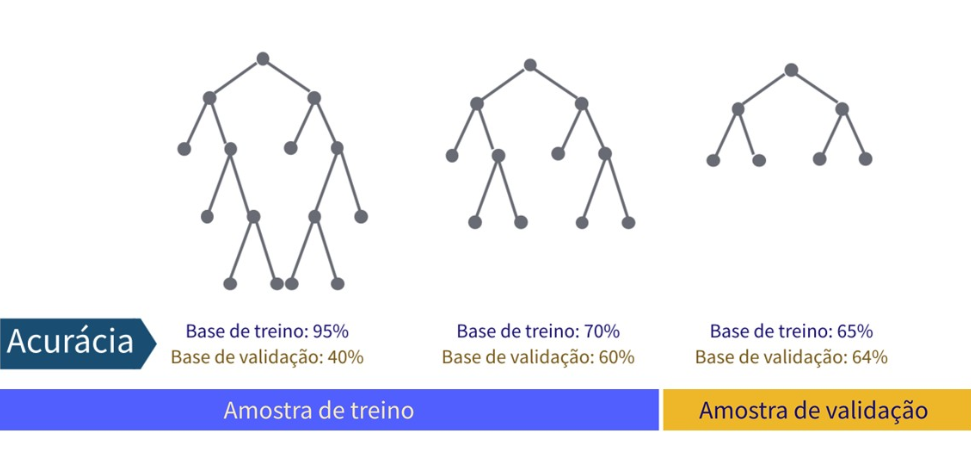 Acurácia
Base de treino: 95%
Base de validação: 40%
Base de treino: 70%
Base de validação: 60%
Base de treino: 65%
Base de validação: 64%
Amostra de treino
Amostra de validação